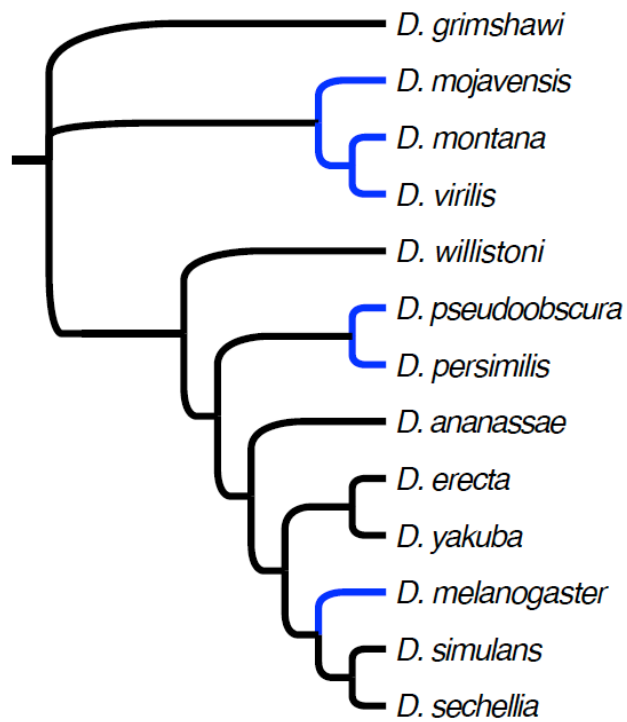 D. grimshawi
D. mojavensis
D. montana
D. virilis
D. willistoni
D. pseudoobscura
D. persimilis
D. ananassae
D. erecta
D. yakuba
D. melanogaster
D. simulans
D. sechellia